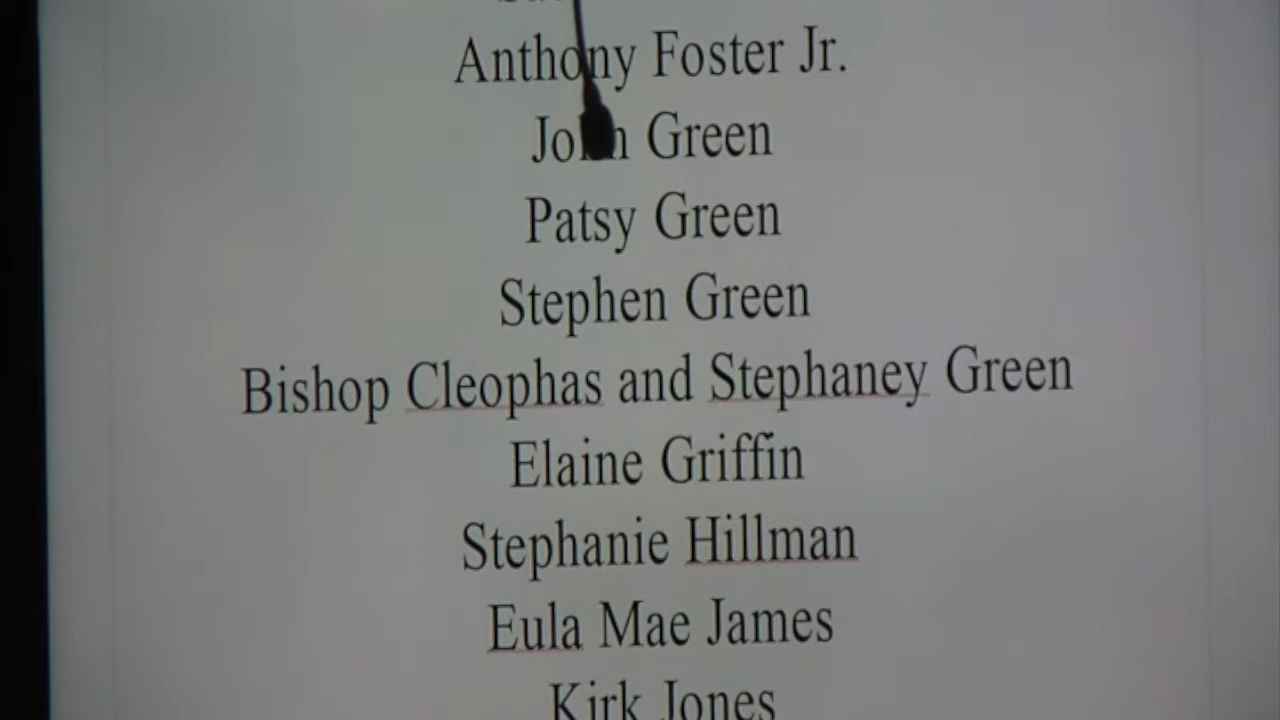 Anthony Foster Jr.
John Green
Patsy Green
Stephen Green
Bishop Cleophas and Stephaney Green
Elaine Griffin
Stephanie Hillman
Eula Mae James
Kirk Jones